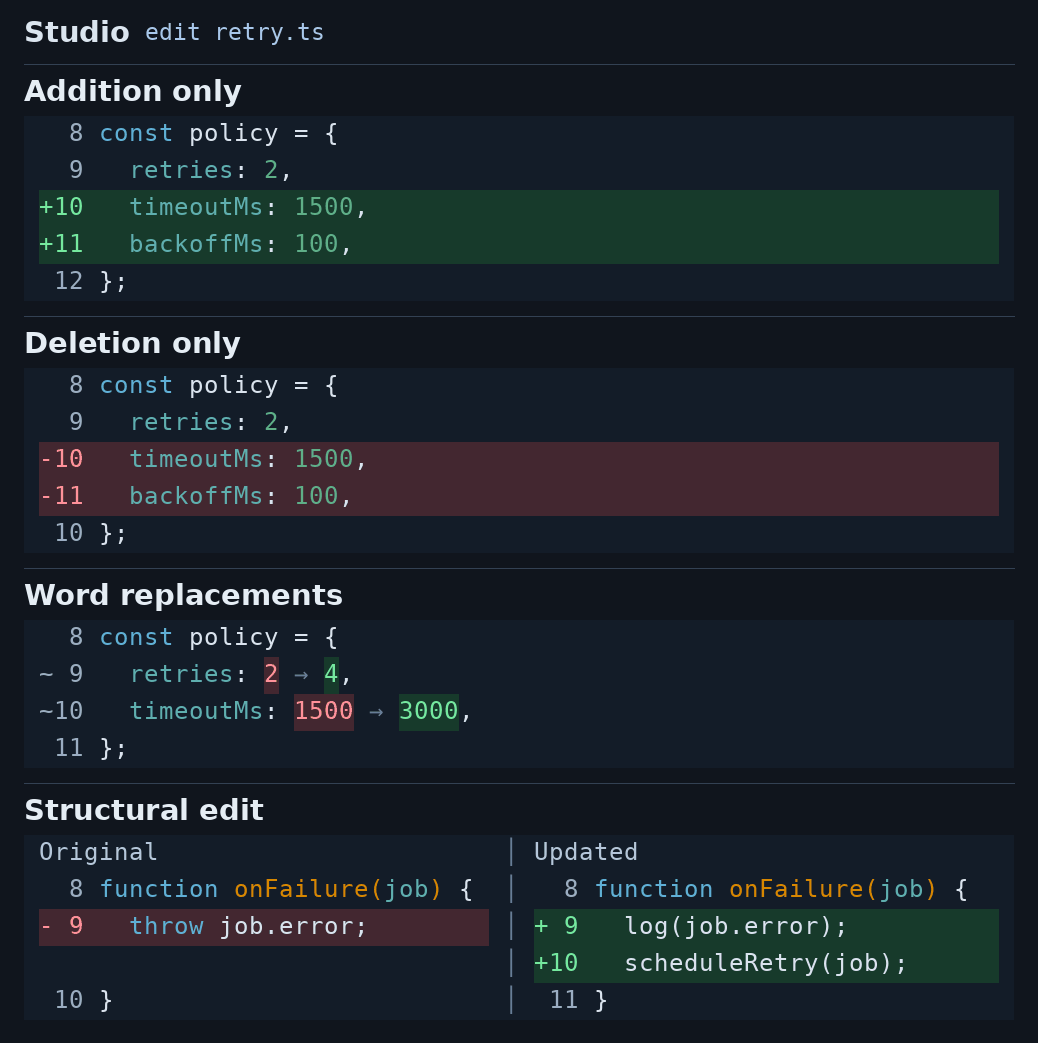 Studio edit retry.ts
Addition only
  8 const policy = {
  9   retries: 2,
+10   timeoutMs: 1500,
+11   backoffMs: 100,
 12 };
Deletion only
  8 const policy = {
  9   retries: 2,
-10   timeoutMs: 1500,
-11   backoffMs: 100,
 10 };
Word replacements
  8 const policy = {
~ 9   retries: 2 → 4,
~10   timeoutMs: 1500 → 3000,
 11 };
Structural edit
Original                       │ Updated
  8 function onFailure(job) {  │   8 function onFailure(job) {
- 9   throw job.error;         │ + 9   log(job.error);
                               │ +10   scheduleRetry(job);
 10 }                          │  11 }